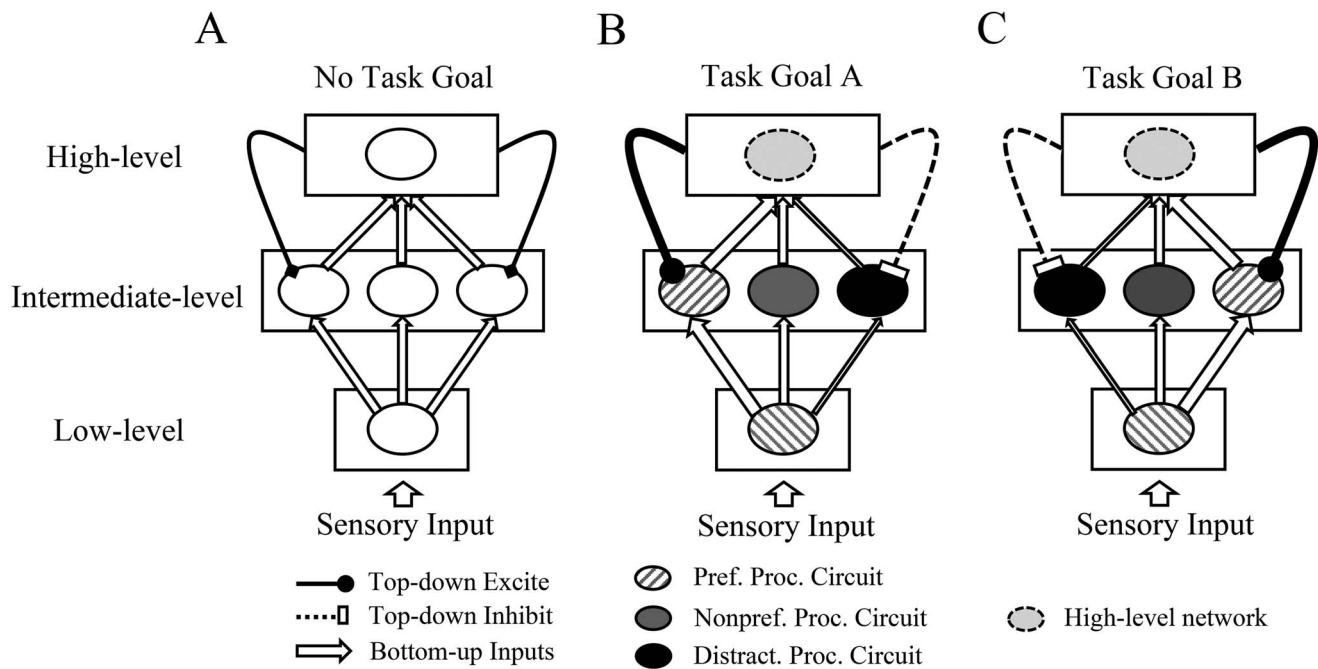 A
B
C
No Task Goal
Task Goal A
Task Goal B
High-level
Intermediate-level
Low-level
Sensory Input
Sensory Input
Sensory Input
Top-down Excite
Top-down Inhibit
Bottom-up Inputs
Pref. Proc. Circuit
Nonpref. Proc. Circuit
Distract. Proc. Circuit
High-level network